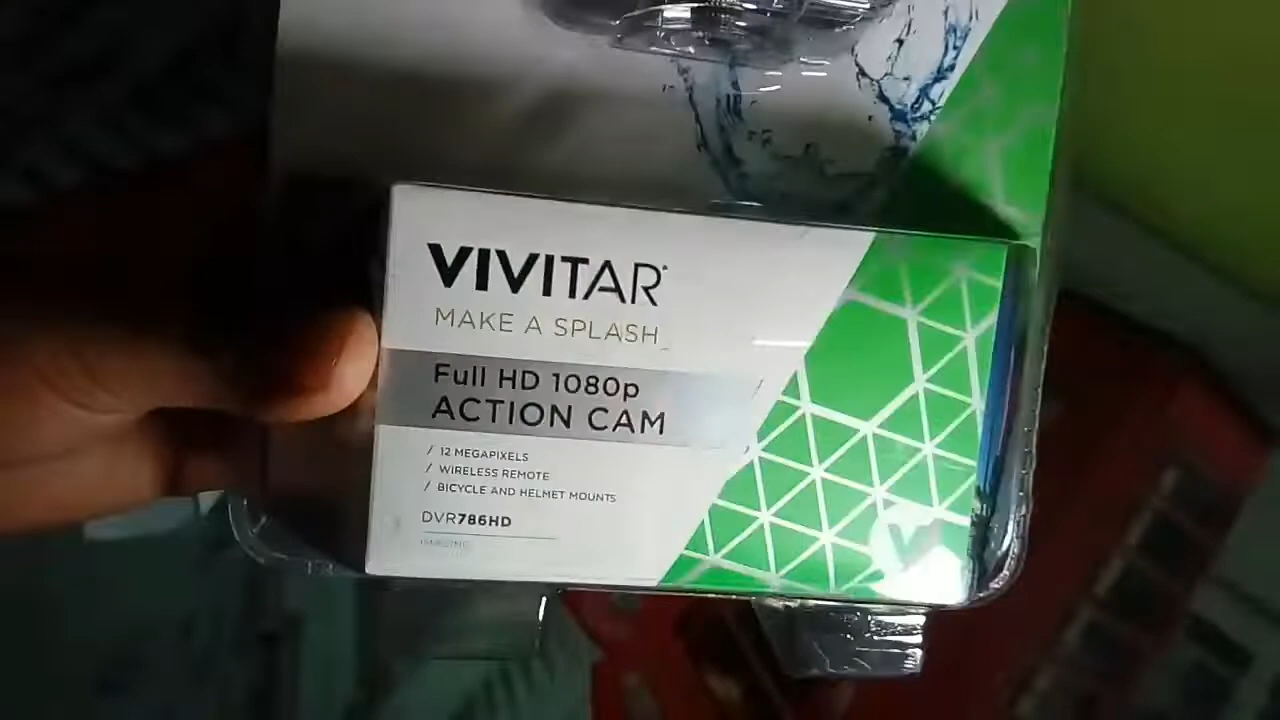 VIVITAR
MAKE A SPLASH
Full HD 1080p
ACTION CAM
/ 12 MEGAPIXELS
/ WIRELESS REMOTE
/ BICYCLE AND HELMET MOUNTS
DVR786HD